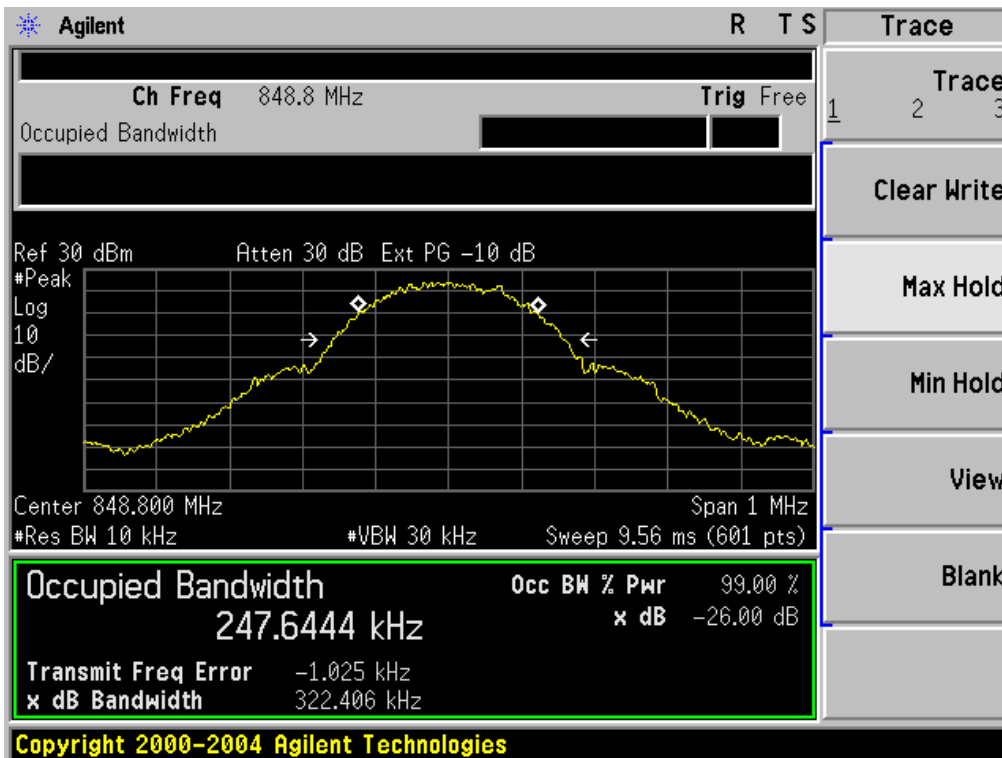 Agilent R T S
Ch Freq 848.8 MHz Trig Free
Occupied Bandwidth
Ref 30 dBm Atten 30 dB Ext PG -10 dB
#Peak
Log
10
dB/
Center 848.800 MHz Span 1 MHz
#Res BW 10 kHz #VBW 30 kHz Sweep 9.56 ms (601 pts)
Occupied Bandwidth
247.6444 kHz
Occ BW % Pwr 99.00 %
x dB -26.00 dB
Transmit Freq Error -1.025 kHz
x dB Bandwidth 322.406 kHz
Copyright 2000-2004 Agilent Technologies
Trace
Trace
1 2 3
Clear Write
Max Hold
Min Hold
View
Blank